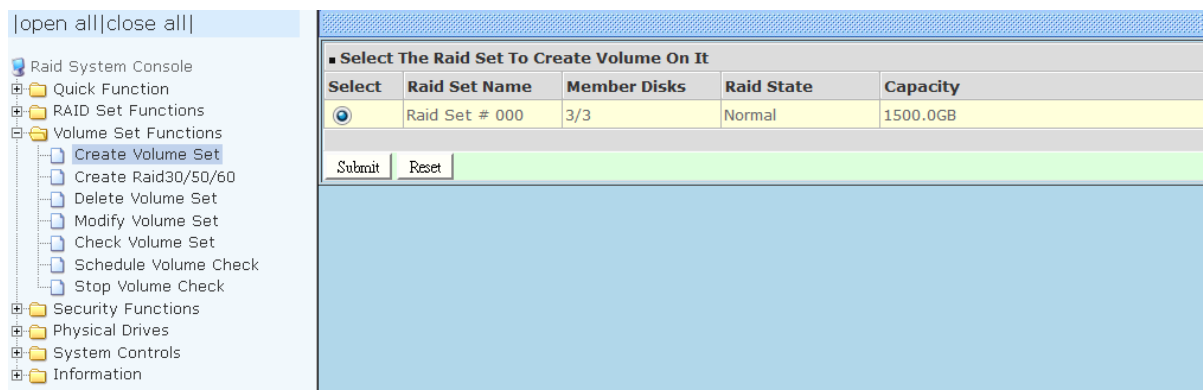 |open all|close all|
Raid System Console
Quick Function
RAID Set Functions
Volume Set Functions
Create Volume Set
Create Raid30/50/60
Delete Volume Set
Modify Volume Set
Check Volume Set
Schedule Volume Check
Stop Volume Check
Security Functions
Physical Drives
System Controls
Information
Select The Raid Set To Create Volume On It
Select Raid Set Name Member Disks Raid State Capacity
Raid Set # 000 3/3 Normal 1500.0GB
Submit Reset